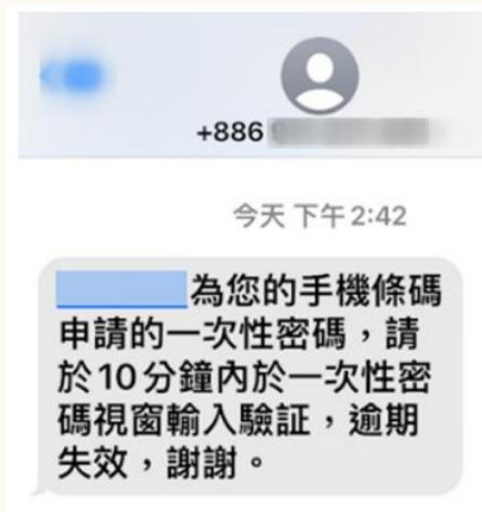 +886
今天 下午2:42
為您的手機條碼
申請的一次性密碼，請
於10分鐘內於一次性密
碼視窗輸入驗証，逾期
失效，謝謝。